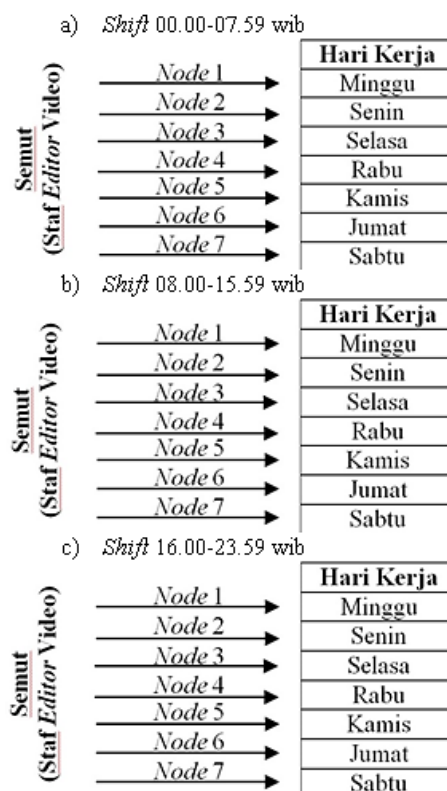 a) Shift 00.00-07.59 wib
Hari Kerja
Semut
(Staf Editor Video)
Node 1
Minggu
Node 2
Senin
Node 3
Selasa
Node 4
Rabu
Node 5
Kamis
Node 6
Jumat
Node 7
Sabtu
b) Shift 08.00-15.59 wib
Hari Kerja
Semut
(Staf Editor Video)
Node 1
Minggu
Node 2
Senin
Node 3
Selasa
Node 4
Rabu
Node 5
Kamis
Node 6
Jumat
Node 7
Sabtu
c) Shift 16.00-23.59 wib
Hari Kerja
Semut
(Staf Editor Video)
Node 1
Minggu
Node 2
Senin
Node 3
Selasa
Node 4
Rabu
Node 5
Kamis
Node 6
Jumat
Node 7
Sabtu